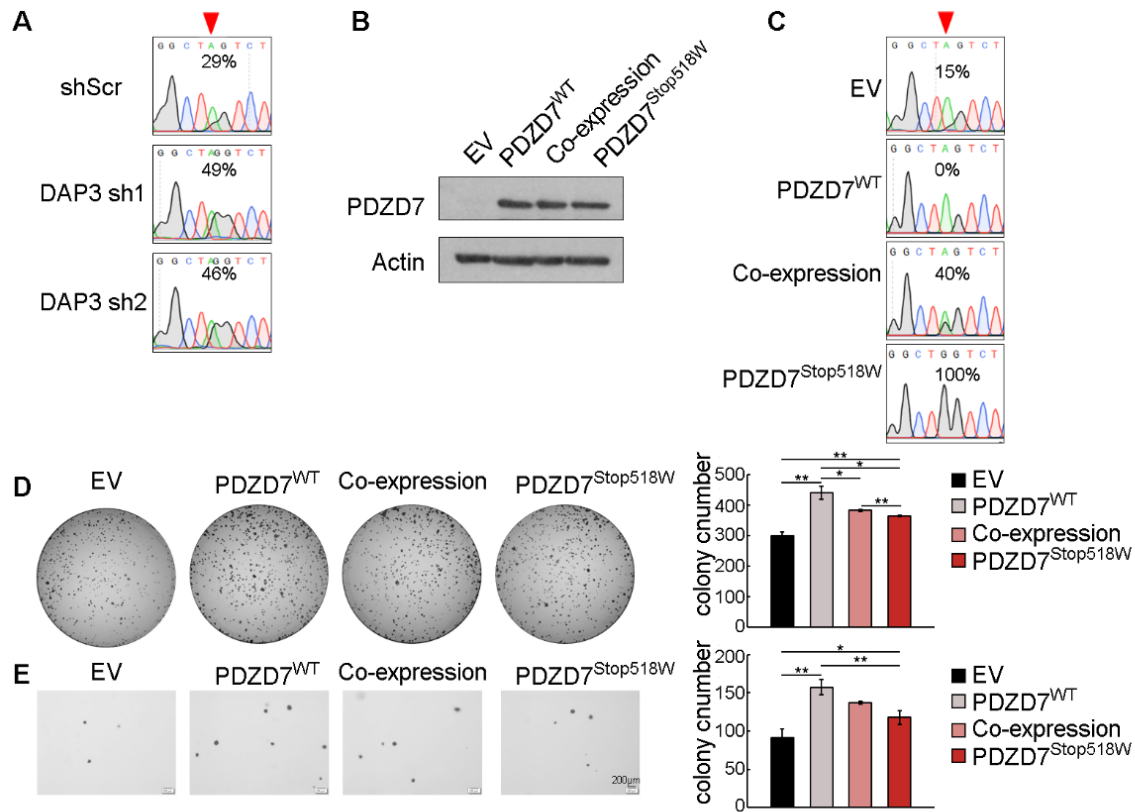 A
shScr
G G C T A G T C T
29%
DAP3 sh1
G G C T A G G T C T
49%
DAP3 sh2
G G C T A G G T C T
46%
B
EV
PDZD7WT
Co-expression
PDZD7Stop518W
PDZD7
Actin
C
EV
G G C T A G T C T
15%
PDZD7WT
G G C T A G T C T
0%
Co-expression
G G C T A G T C T
40%
PDZD7Stop518W
G G C T G G T C T
100%
D
EV
PDZD7WT
Co-expression
PDZD7Stop518W
colony cnumber
500
400
300
200
100
0
**
*
** *
**
EV
PDZD7WT
Co-expression
PDZD7Stop518W
E
EV
PDZD7WT
Co-expression
PDZD7Stop518W
200μm
colony cnumber
200
150
100
50
0
*
** **
EV
PDZD7WT
Co-expression
PDZD7Stop518W